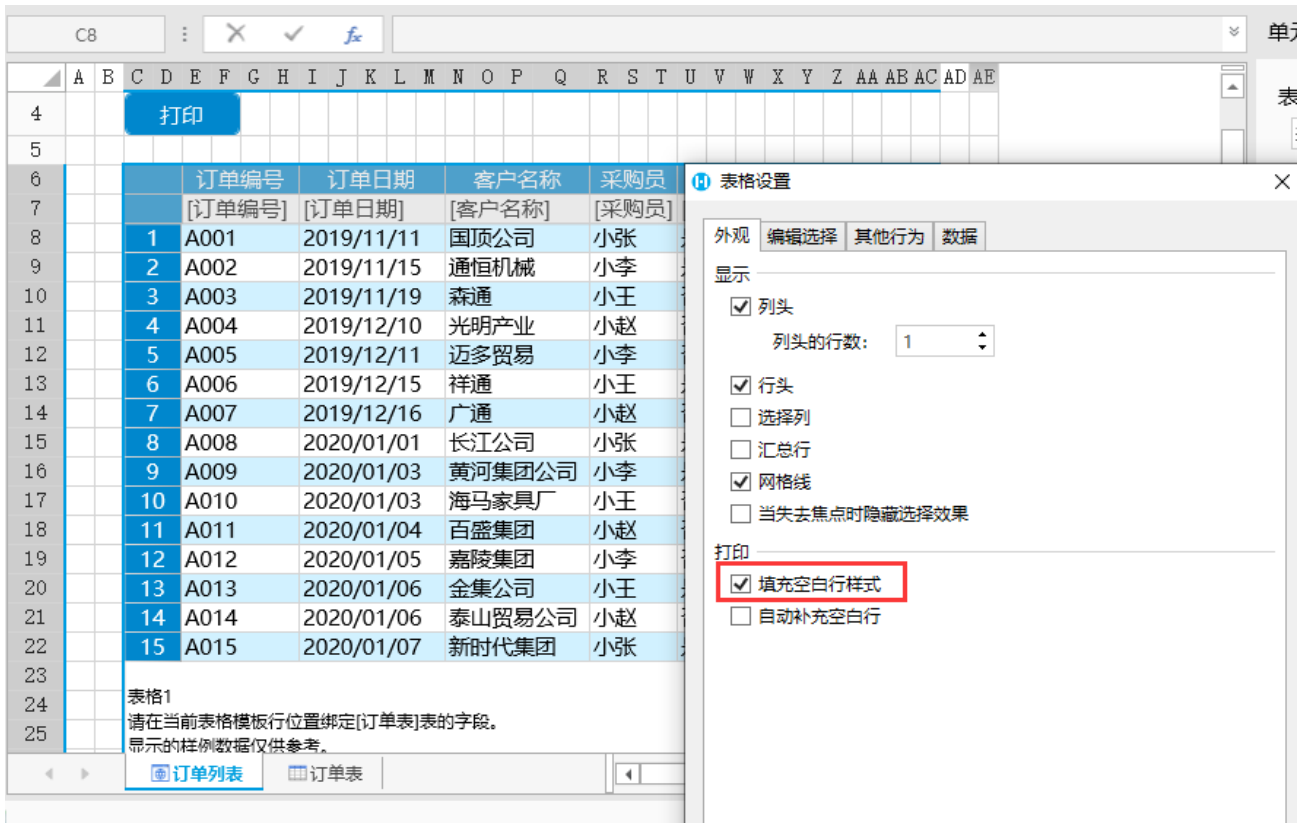 C8 fx 单
A B C D E F G H I J K L M N O P Q R S T U V W X Y Z AA AB AC AD AE
表
4 打印
5
6 订单编号 订单日期 客户名称 采购员
7 [订单编号] [订单日期] [客户名称] [采购员]
8 1 A001 2019/11/11 国顶公司 小张
9 2 A002 2019/11/15 通恒机械 小李
10 3 A003 2019/11/19 森通 小王
11 4 A004 2019/12/10 光明产业 小赵
12 5 A005 2019/12/11 迈多贸易 小李
13 6 A006 2019/12/15 祥通 小王
14 7 A007 2019/12/16 广通 小赵
15 8 A008 2020/01/01 长江公司 小张
16 9 A009 2020/01/03 黄河集团公司 小李
17 10 A010 2020/01/03 海马家具厂 小王
18 11 A011 2020/01/04 百盛集团 小赵
19 12 A012 2020/01/05 嘉陵集团 小李
20 13 A013 2020/01/06 金集公司 小王
21 14 A014 2020/01/06 泰山贸易公司 小赵
22 15 A015 2020/01/07 新时代集团 小张
23
24 表格1
请在当前表格模板行位置绑定[订单表]表的字段。
25
显示的样例数据仅供参考。
订单列表 订单表
表格设置
外观 编辑选择 其他行为 数据
显示
列头
列头的行数： 1
行头
选择列
汇总行
网格线
当失去焦点时隐藏选择效果
打印
填充空白行样式
自动补充空白行